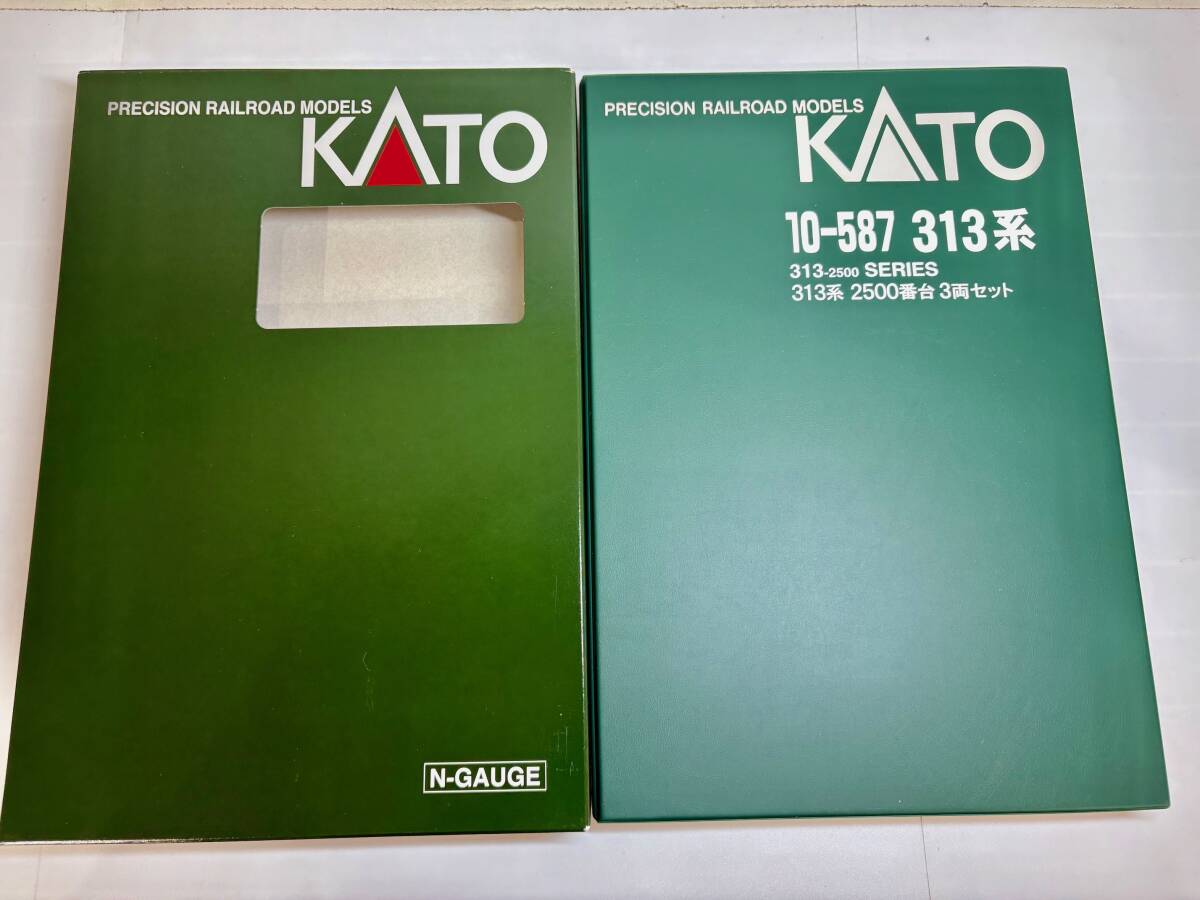 PRECISION RAILROAD MODELS
KATO
N-GAUGE
PRECISION RAILROAD MODELS
KATO
10-587 313系
313-2500 SERIES
313系 2500番台 3両セット